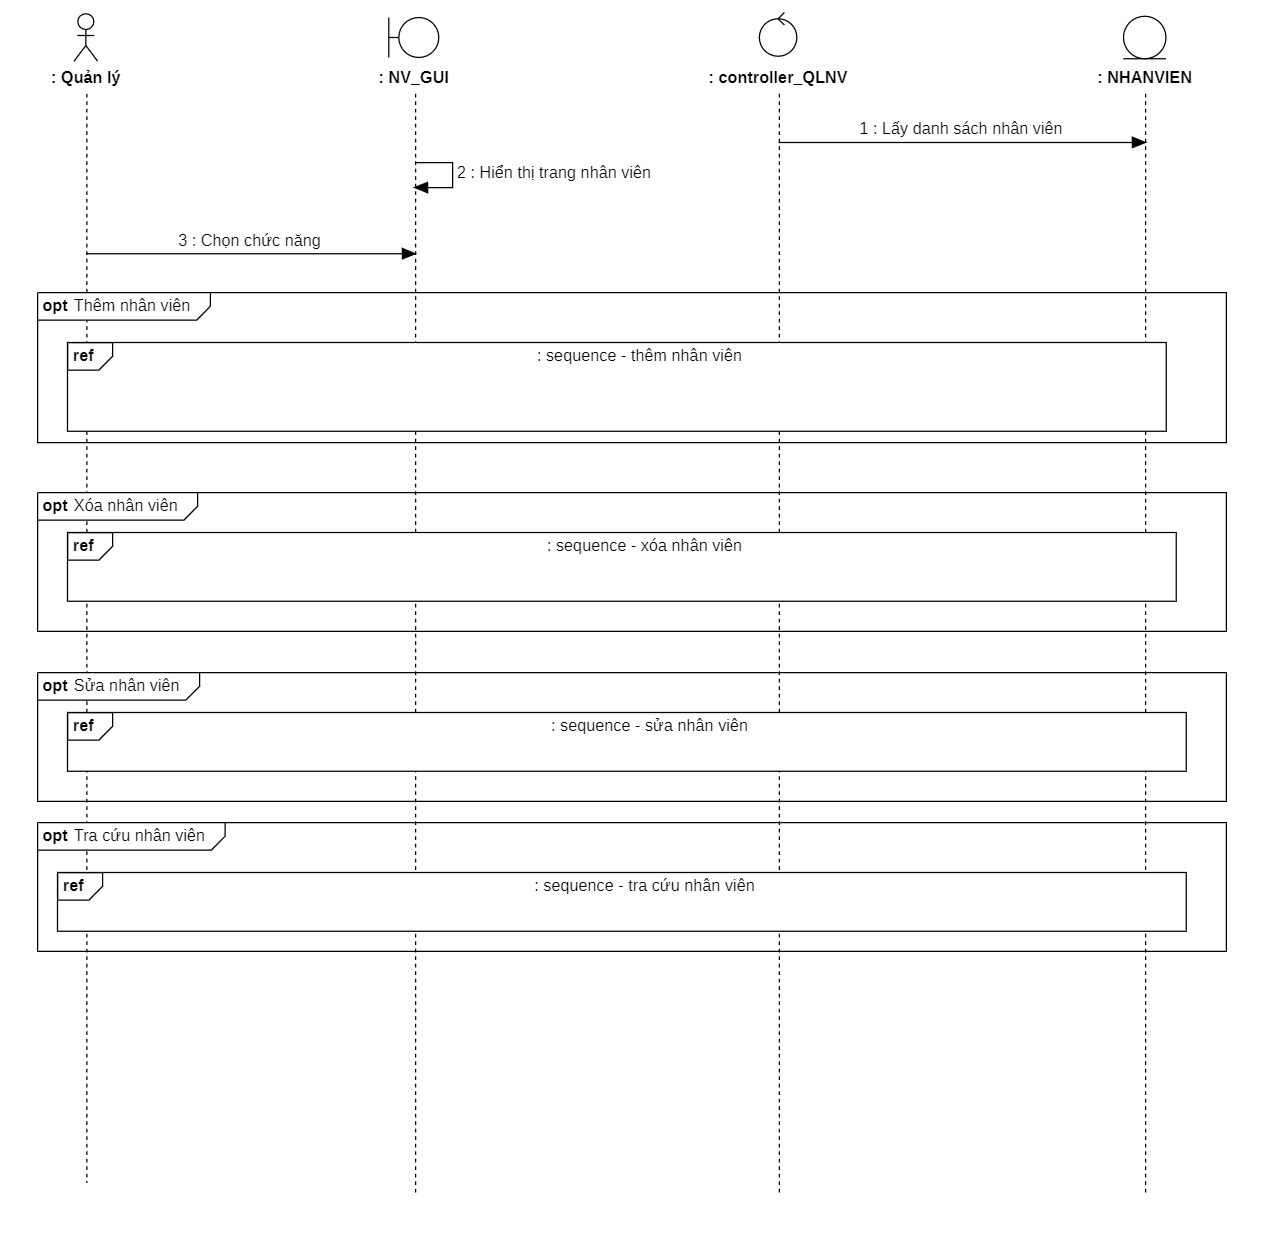 : Quản lý
: NV_GUI
: controller_QLNV
: NHANVIEN
1 : Lấy danh sách nhân viên
2 : Hiển thị trang nhân viên
3 : Chọn chức năng
opt Thêm nhân viên
ref
: sequence - thêm nhân viên
opt Xóa nhân viên
ref
: sequence - xóa nhân viên
opt Sửa nhân viên
ref
: sequence - sửa nhân viên
opt Tra cứu nhân viên
ref
: sequence - tra cứu nhân viên